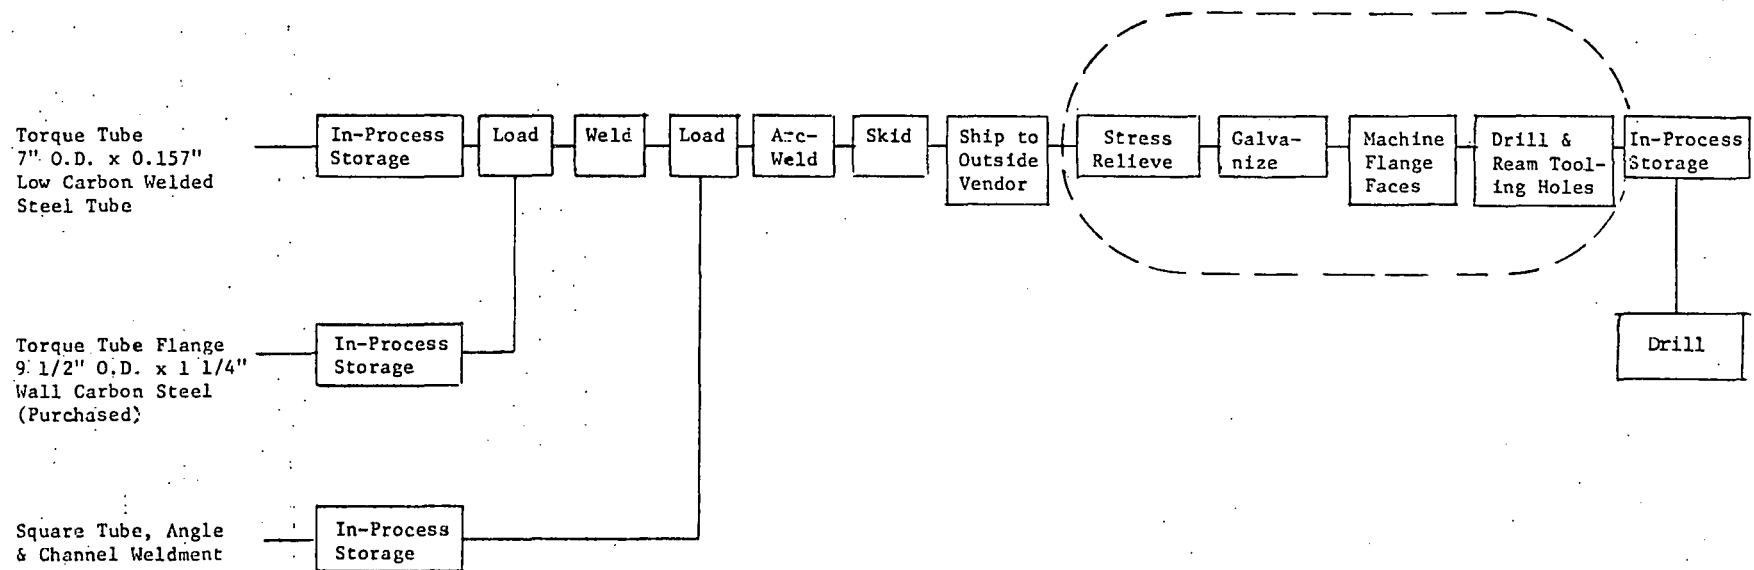 Torque Tube
7" O.D. x 0.157"
Low Carbon Welded
Steel Tube
In-Process
Storage
Load
Weld
Load
Arc-
Weld
Skid
Ship to
Outside
Vendor
Stress
Relieve
Galva-
nize
Machine
Flange
Faces
Drill &
Ream Tool-
ing Holes
In-Process
Storage
Torque Tube Flange
9 1/2" O.D. x 1 1/4"
Wall Carbon Steel
(Purchased)
In-Process
Storage
Drill
Square Tube, Angle
& Channel Weldment
In-Process
Storage